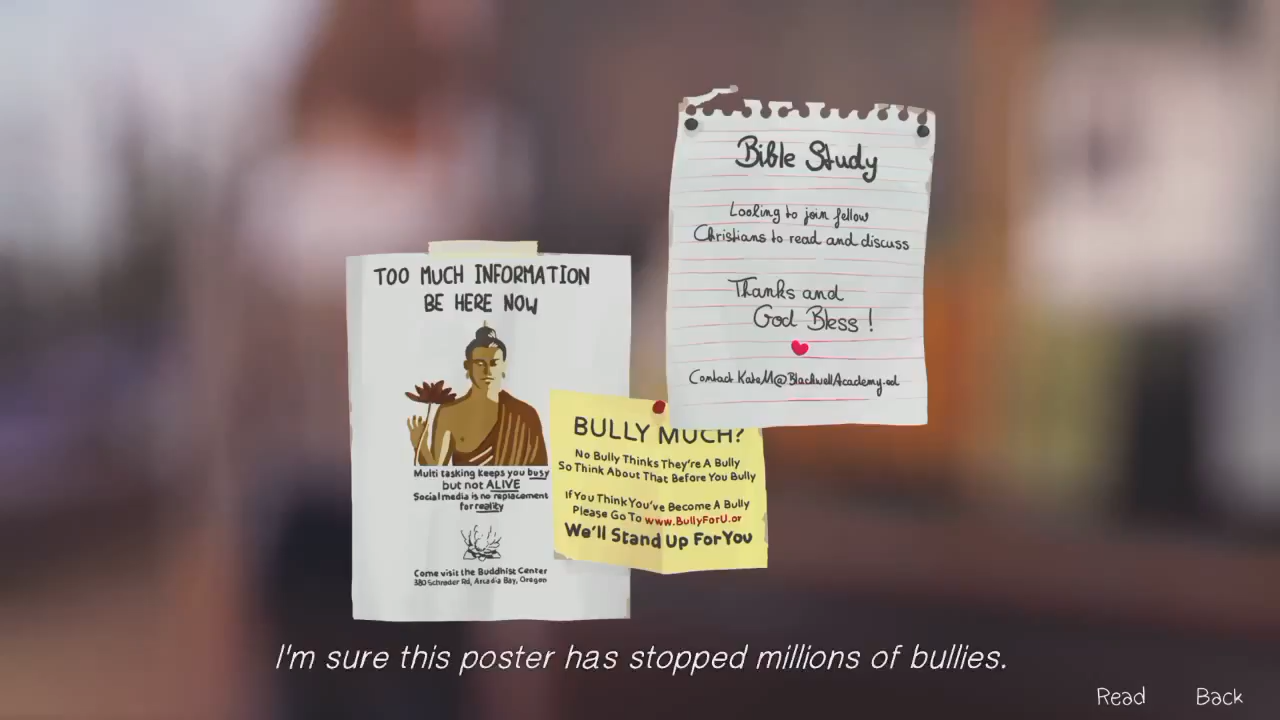 TOO MUCH INFORMATION
BE HERE NOW
Multi tasking keeps you busy
but not ALIVE
Social media is no replacement
for reality
Come visit the Buddhist Center
380 Schrader Rd, Arcadia Bay, Oregon
BULLY MUCH?
No Bully Thinks They're A Bully
So Think About That Before You Bully
If You Think You've Become A Bully
Please Go To www.BullyForU.or
We'll Stand Up For You
Bible Study
Looking to join fellow
Christians to read and discuss
Thanks and
God Bless !
Contact KateM@BlackwellAcademy.ed
I'm sure this poster has stopped millions of bullies.
Read Back